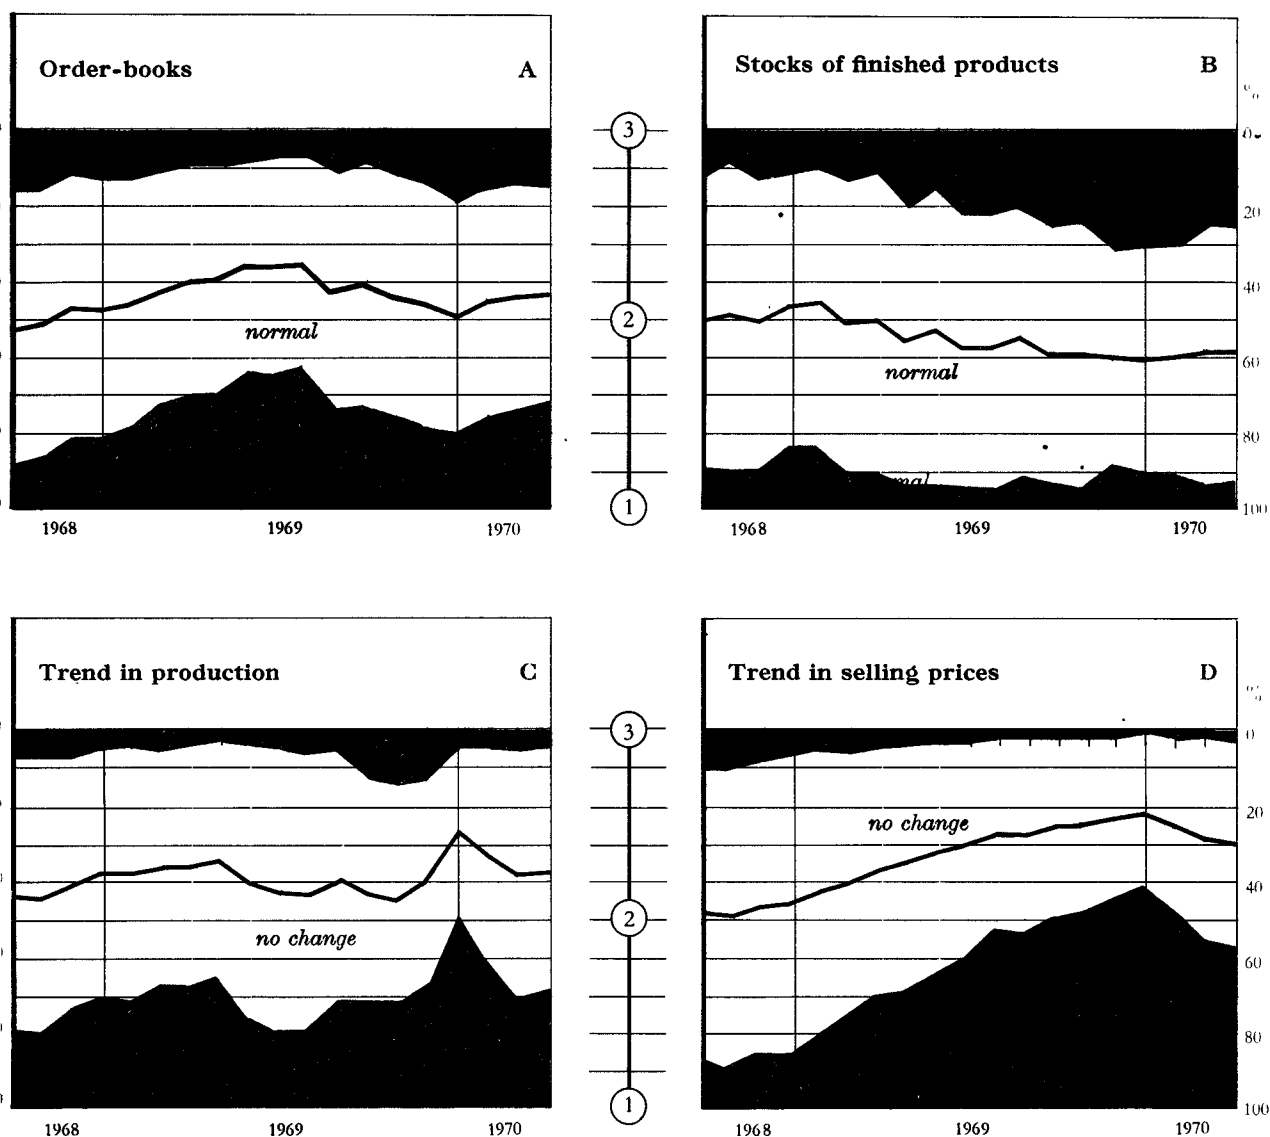 Order-books A
normal
1968 1969 1970
3
2
1
Stocks of finished products B
%
0
20
40
normal
60
80
100
1968 1969 1970
Trend in production C
no change
1968 1969 1970
3
2
1
Trend in selling prices D
%
0
no change
20
40
60
80
100
1968 1969 1970